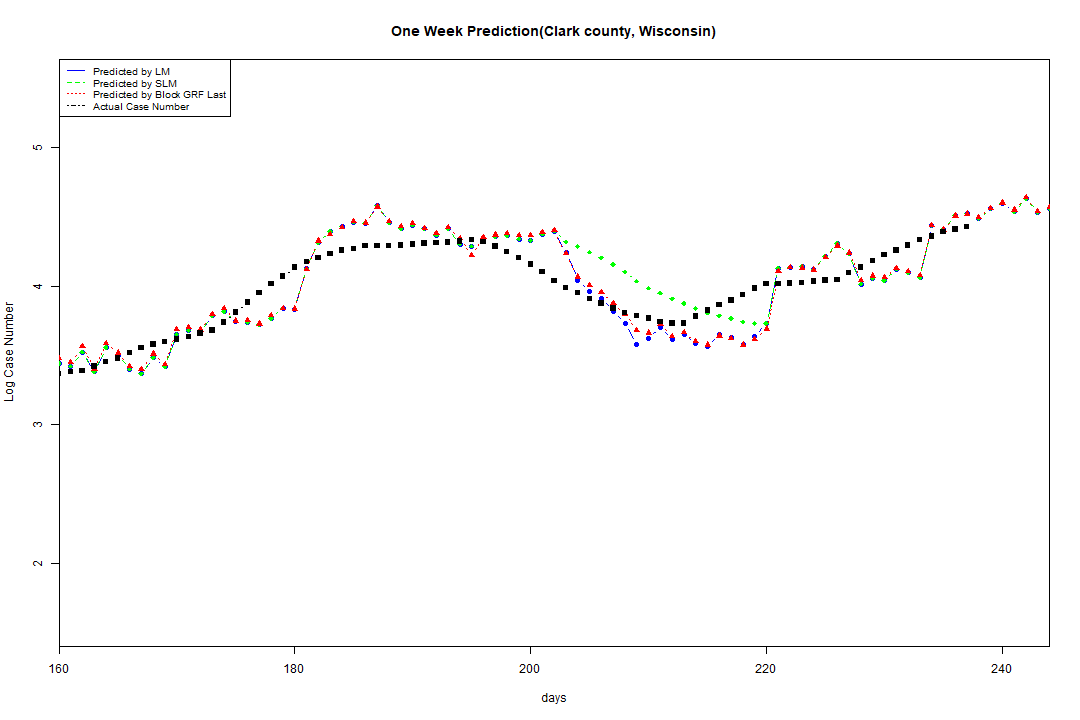 One Week Prediction(Clark county, Wisconsin)
Predicted by LM
Predicted by SLM
Predicted by Block GRF Last
Actual Case Number
5
4
3
2
Log Case Number
160 180 200 220 240
days